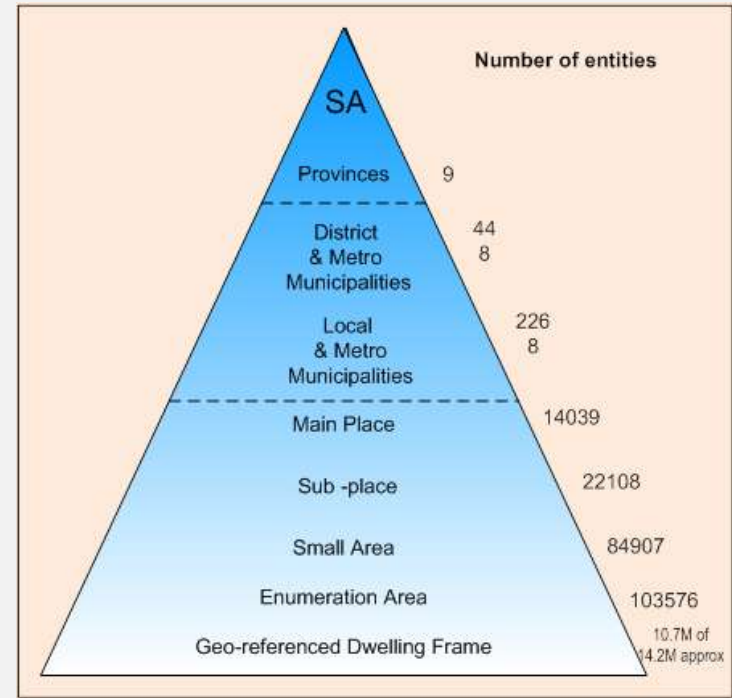 Number of entities
SA
Provinces 9
District 44
& Metro 8
Municipalities
Local 226
& Metro 8
Municipalities
Main Place 14039
Sub -place 22108
Small Area 84907
Enumeration Area 103576
Geo-referenced Dwelling Frame 10.7M of
14.2M approx